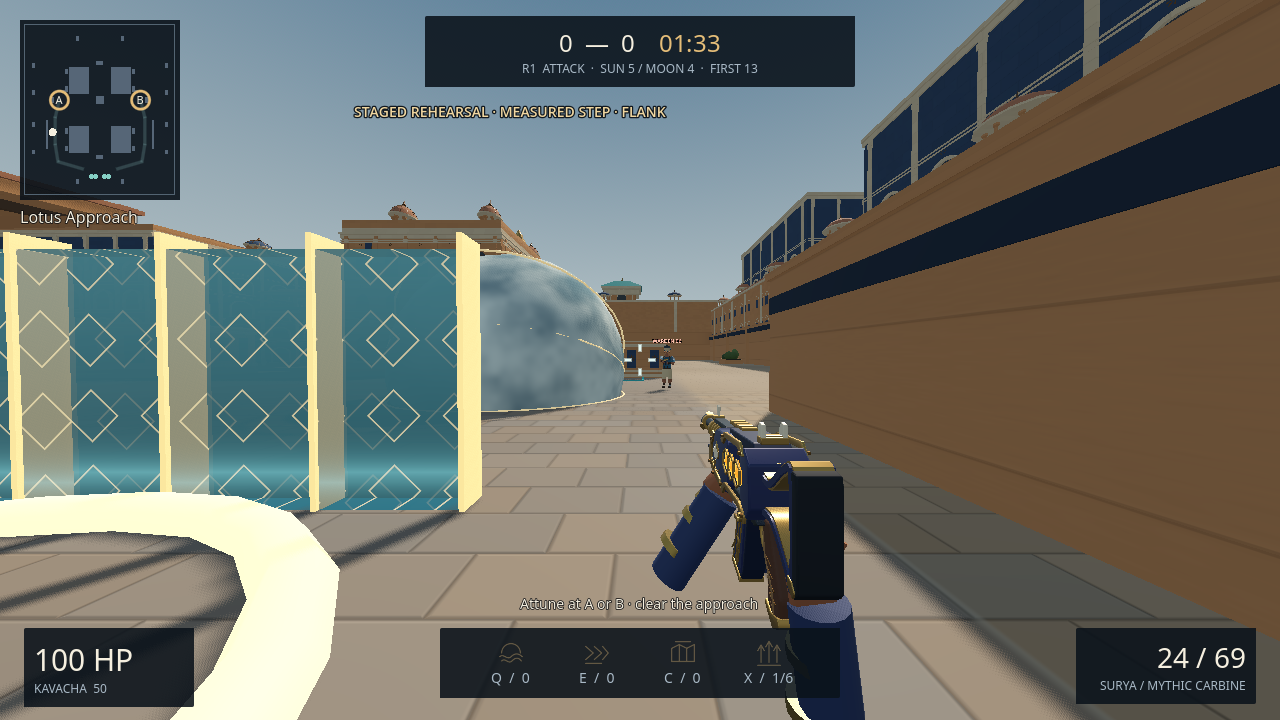 0 — 0 01:33
R1 ATTACK · SUN 5 / MOON 4 · FIRST 13
STAGED REHEARSAL · MEASURED STEP · FLANK
A
B
Lotus Approach
Attune at A or B · clear the approach
100 HP
KAVACHA 50
Q / 0
E / 0
C / 0
X / 1/6
24 / 69
SURYA / MYTHIC CARBINE